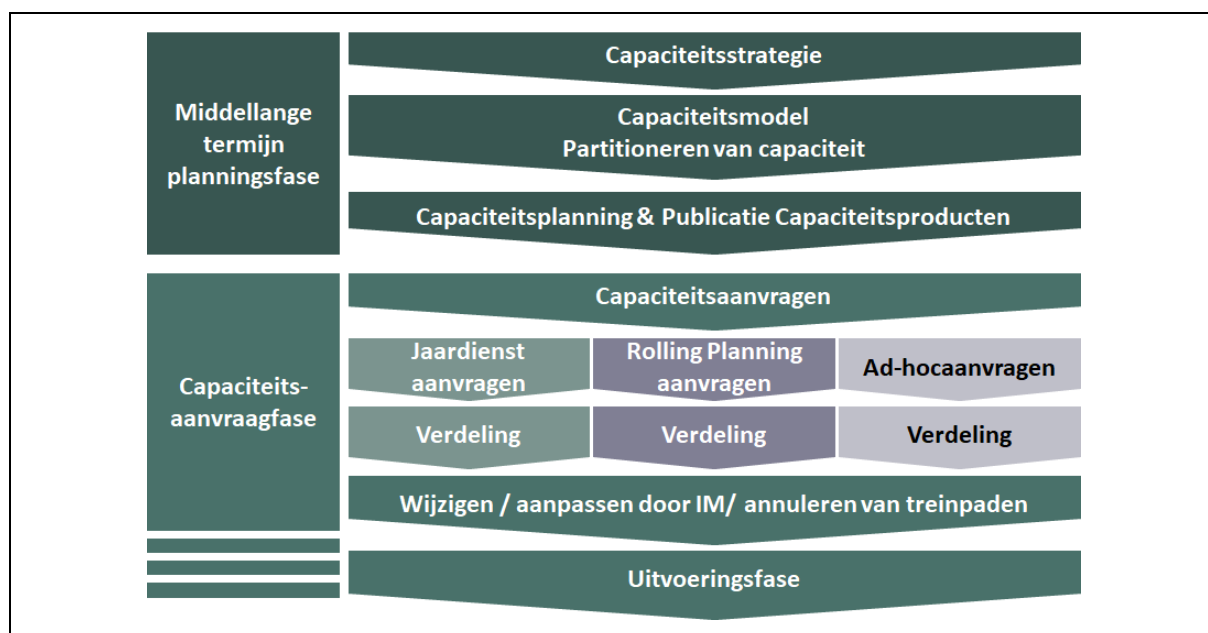 Middellange
termijn
planningsfase
Capaciteitsstrategie
Capaciteitsmodel
Partitioneren van capaciteit
Capaciteitsplanning & Publicatie Capaciteitsproducten
Capaciteits-
aanvraagfase
Capaciteitsaanvragen
Jaardienst
aanvragen
Rolling Planning
aanvragen
Ad-hocaanvragen
Verdeling
Verdeling
Verdeling
Wijzigen / aanpassen door IM/ annuleren van treinpaden
Uitvoeringsfase